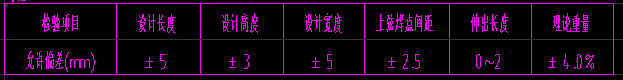 检验项目 设计长度 设计高度 设计宽度 上弦焊点间距 伸出长度 理论重量
允许偏差(mm) ±5 ±3 ±5 ±2.5 0~2 ±4.0%